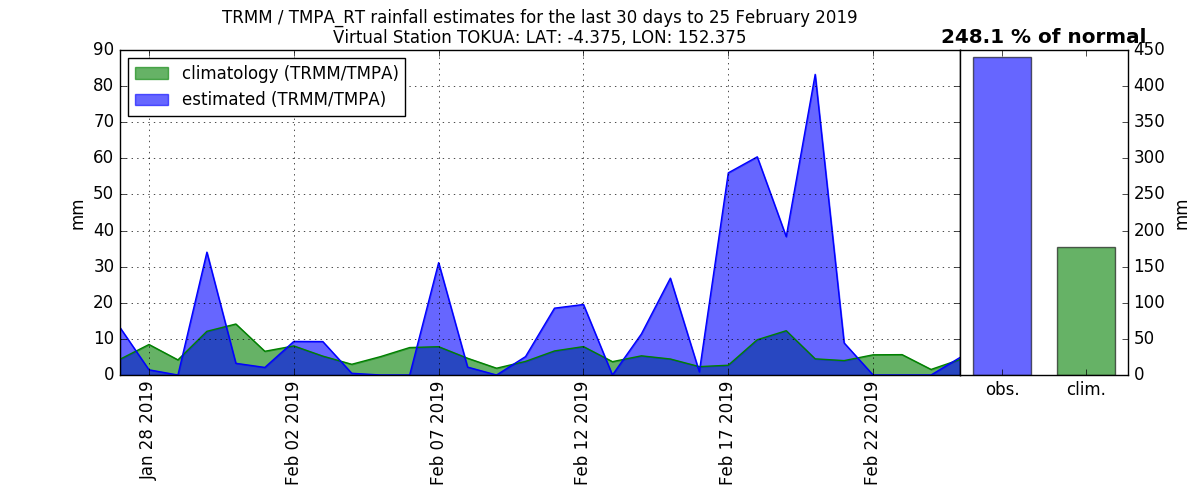 TRMM / TMPA_RT rainfall estimates for the last 30 days to 25 February 2019
Virtual Station TOKUA: LAT: -4.375, LON: 152.375
248.1 % of normal
climatology (TRMM/TMPA)
estimated (TRMM/TMPA)
90
80
70
60
50
40
30
20
10
0
mm
Jan 28 2019
Feb 02 2019
Feb 07 2019
Feb 12 2019
Feb 17 2019
Feb 22 2019
450
400
350
300
250
200
150
100
50
0
mm
obs.
clim.